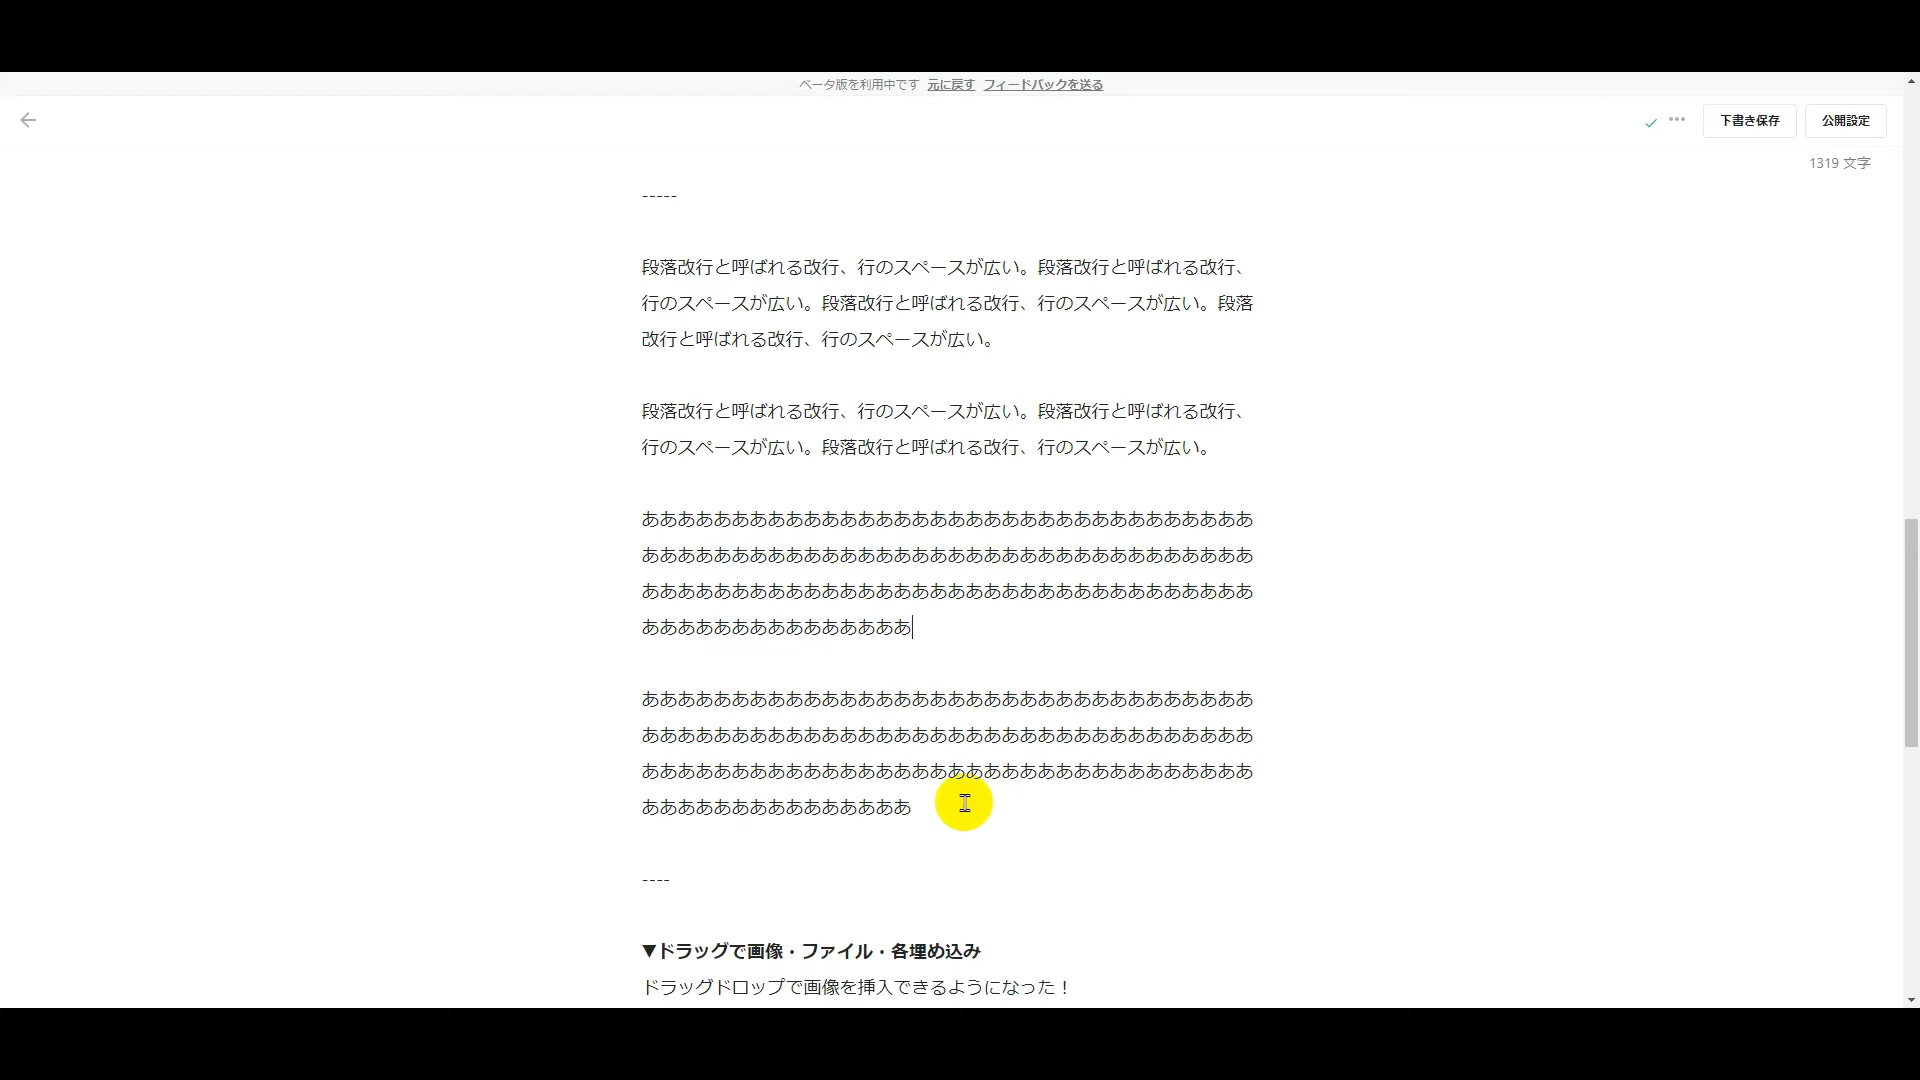 ベータ版を利用中です 元に戻す フィードバックを送る
下書き保存 公開設定
1319 文字
-----
段落改行と呼ばれる改行、行のスペースが広い。段落改行と呼ばれる改行、
行のスペースが広い。段落改行と呼ばれる改行、行のスペースが広い。段落
改行と呼ばれる改行、行のスペースが広い。
段落改行と呼ばれる改行、行のスペースが広い。段落改行と呼ばれる改行、
行のスペースが広い。段落改行と呼ばれる改行、行のスペースが広い。
ああああああああああああああああああああああああああああああああああ
ああああああああああああああああああああああああああああああああああ
ああああああああああああああああああああああああああああああああああ
あああああああああああああああ
ああああああああああああああああああああああああああああああああああ
ああああああああああああああああああああああああああああああああああ
ああああああああああああああああああああああああああああああああああ
あああああああああああああああ
----
▼ドラッグで画像・ファイル・各埋め込み
ドラッグドロップで画像を挿入できるようになった！